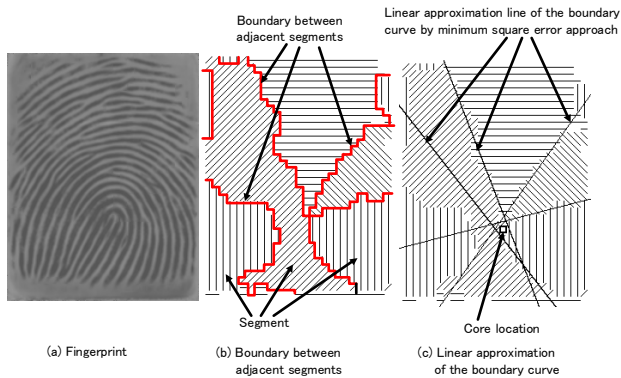 Boundary between
adjacent segments
Linear approximation line of the boundary
curve by minimum square error approach
Segment
Core location
(a) Fingerprint
(b) Boundary between
adjacent segments
(c) Linear approximation
of the boundary curve